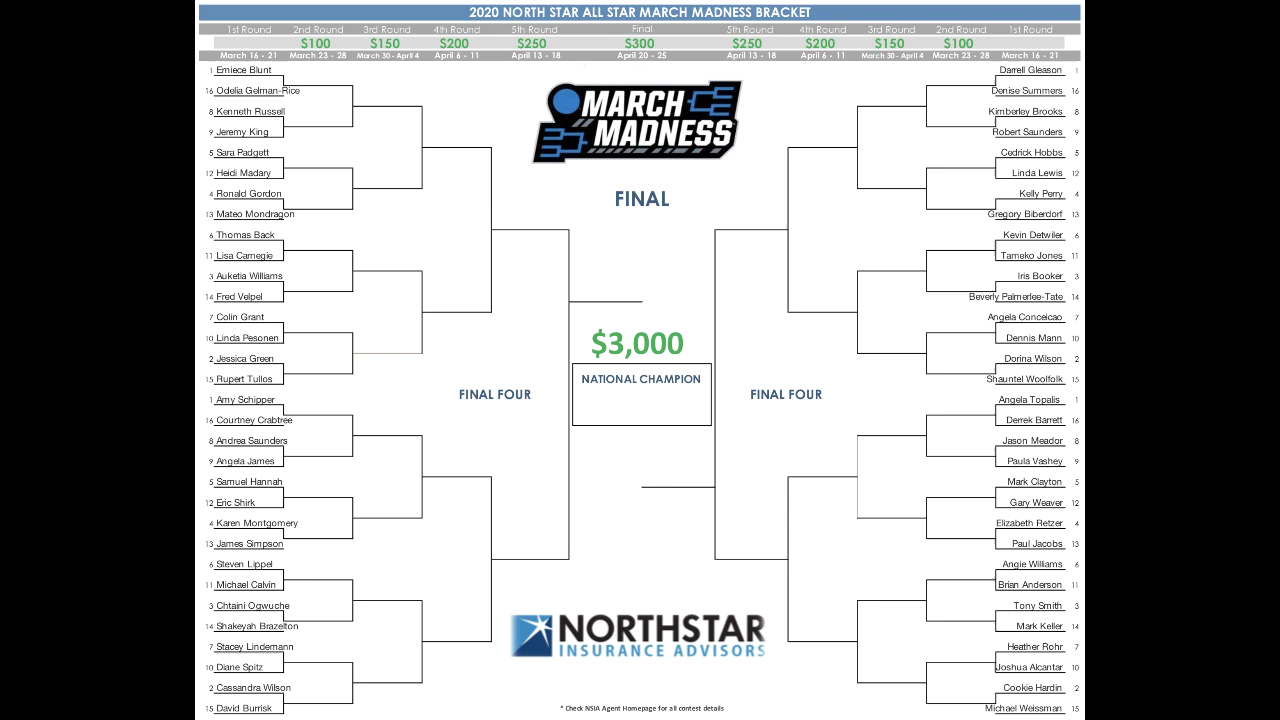 2020 NORTH STAR ALL STAR MARCH MADNESS BRACKET
1st Round 2nd Round 3rd Round 4th Round 5th Round Final 5th Round 4th Round 3rd Round 2nd Round 1st Round
$100 $150 $200 $250 $300 $250 $200 $150 $100
March 16 - 21 March 23 - 28 March 30 - April 4 April 6 - 11 April 13 - 18 April 20 - 25 April 13 - 18 April 6 - 11 March 30 - April 4 March 23 - 28 March 16 - 21
1 Erniece Blunt
16 Odelia Gelman-Rice
8 Kenneth Russell
9 Jeremy King
5 Sara Padgett
12 Heidi Madary
4 Ronald Gordon
13 Mateo Mondragon
6 Thomas Back
11 Lisa Carnegie
3 Auketia Williams
14 Fred Velpel
7 Colin Grant
10 Linda Pesonen
2 Jessica Green
15 Rupert Tullos
1 Amy Schipper
16 Courtney Crabtree
8 Andrea Saunders
9 Angela James
5 Samuel Hannah
12 Eric Shirk
4 Karen Montgomery
13 James Simpson
6 Steven Lippel
11 Michael Calvin
3 Chtaini Ogwuche
14 Shakeyah Brazelton
7 Stacey Lindemann
10 Diane Spitz
2 Cassandra Wilson
15 David Burrisk
MARCH
MADNESS
FINAL
$3,000
NATIONAL CHAMPION
FINAL FOUR
FINAL FOUR
NORTHSTAR
INSURANCE ADVISORS
* Check NSIA Agent Homepage for all contest details
Darrell Gleason 1
Denise Summers 16
Kimberley Brooks 8
Robert Saunders 9
Cedrick Hobbs 5
Linda Lewis 12
Kelly Perry 4
Gregory Biberdorf 13
Kevin Detwiler 6
Tameko Jones 11
Iris Booker 3
Beverly Palmerlee-Tate 14
Angela Conceicao 7
Dennis Mann 10
Dorina Wilson 2
Shauntel Woolfolk 15
Angela Topalis 1
Derrek Barrett 16
Jason Meador 8
Paula Vashey 9
Mark Clayton 5
Gary Weaver 12
Elizabeth Retzer 4
Paul Jacobs 13
Angie Williams 6
Brian Anderson 11
Tony Smith 3
Mark Keller 14
Heather Rohr 7
Joshua Alcantar 10
Cookie Hardin 2
Michael Weissman 15